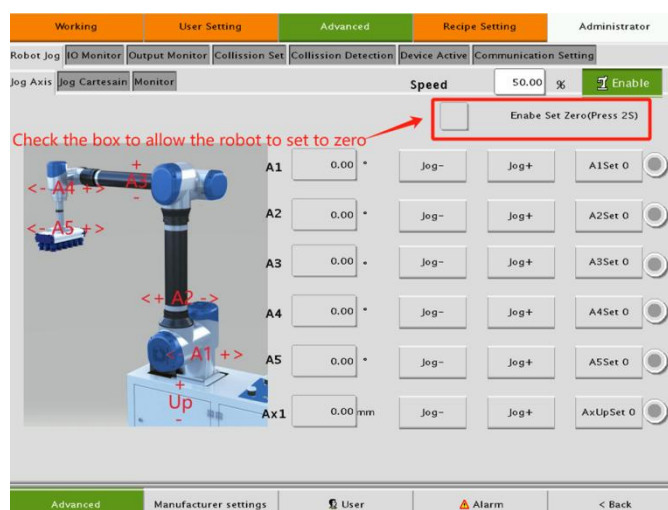 Working User Setting Advanced Recipe Setting Administrator
Robot Jog IO Monitor Output Monitor Collission Set Collission Detection Device Active Communication Setting
Jog Axis Jog Cartesain Monitor Speed 50.00 % Enable
Enabe Set Zero(Press 2S)
Check the box to allow the robot to set to zero
A1 0.00 ° Jog- Jog+ A1Set 0
+
<- A4 +> A3
-
A2 0.00 ° Jog- Jog+ A2Set 0
<- A5 +>
A3 0.00 ° Jog- Jog+ A3Set 0
<+ A2 ->
A4 0.00 ° Jog- Jog+ A4Set 0
<- A1 +>
A5 0.00 ° Jog- Jog+ A5Set 0
+
Up
-
Ax1 0.00 mm Jog- Jog+ AxUpSet 0
Advanced Manufacturer settings User Alarm < Back